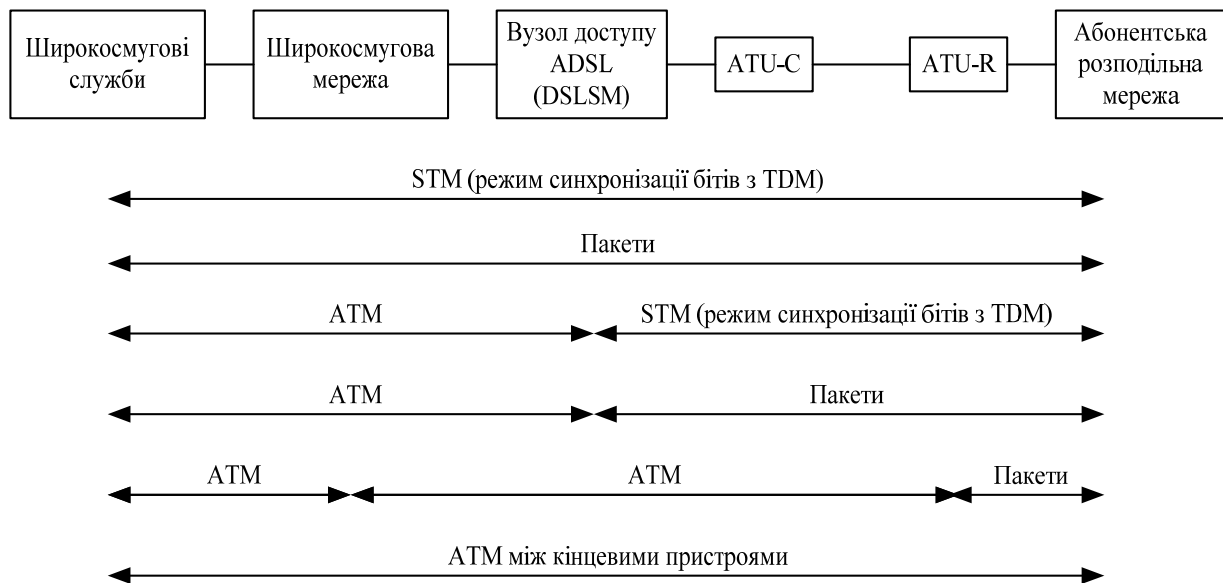 Широкосмугові
служби
Широкосмугова
мережа
Вузол доступу
ADSL
(DSLSM)
ATU-C
ATU-R
Абонентська
розподільна
мережа
STM (режим синхронізації бітів з TDM)
Пакети
ATM
STM (режим синхронізації бітів з TDM)
ATM
Пакети
ATM
ATM
Пакети
ATM між кінцевими пристроями